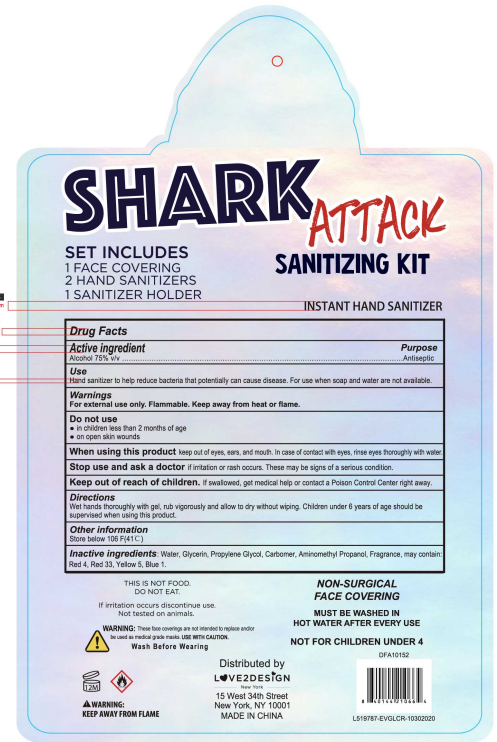 SHARK
ATTACK
SANITIZING KIT
SET INCLUDES
1 FACE COVERING
2 HAND SANITIZERS
1 SANITIZER HOLDER
INSTANT HAND SANITIZER
Drug Facts
Active ingredient Purpose
Alcohol 75% v/v ........ Antiseptic
Use
Hand sanitizer to help reduce bacteria that potentially can cause disease. For use when soap and water are not available.
Warnings
For external use only. Flammable. Keep away from heat or flame.
Do not use
● in children less than 2 months of age
● on open skin wounds
When using this product keep out of eyes, ears, and mouth. In case of contact with eyes, rinse eyes thoroughly with water.
Stop use and ask a doctor if irritation or rash occurs. These may be signs of a serious condition.
Keep out of reach of children. If swallowed, get medical help or contact a Poison Control Center right away.
Directions
Wet hands thoroughly with gel, rub vigorously and allow to dry without wiping. Children under 6 years of age should be
supervised when using this product.
Other information
Store below 106 F(41℃)
Inactive ingredients: Water, Glycerin, Propylene Glycol, Carbomer, Aminomethyl Propanol, Fragrance, may contain:
Red 4, Red 33, Yellow 5, Blue 1.
THIS IS NOT FOOD.
DO NOT EAT.
If irritation occurs discontinue use.
Not tested on animals.
WARNING: These face coverings are not intended to replace and/or
be used as medical grade masks. USE WITH CAUTION.
Wash Before Wearing
12M
WARNING:
KEEP AWAY FROM FLAME
Distributed by
LOVE2DESIGN
New York
15 West 34th Street
New York, NY 10001
MADE IN CHINA
NON-SURGICAL
FACE COVERING
MUST BE WASHED IN
HOT WATER AFTER EVERY USE
NOT FOR CHILDREN UNDER 4
DFA10152
8 40144 21066 4
L519787-EVGLCR-10302020